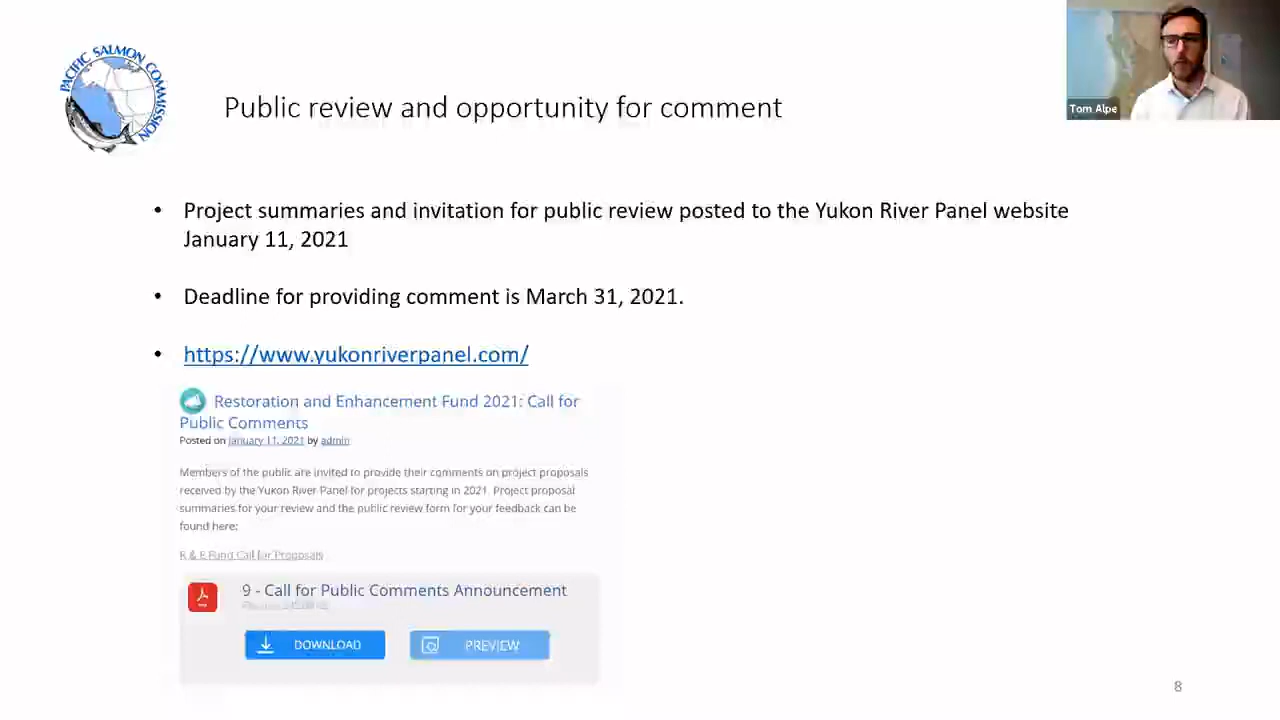 PACIFIC SALMON COMMISSION
Public review and opportunity for comment
Tom Alpe
• Project summaries and invitation for public review posted to the Yukon River Panel website
January 11, 2021
• Deadline for providing comment is March 31, 2021.
• https://www.yukonriverpanel.com/
Restoration and Enhancement Fund 2021: Call for
Public Comments
Posted on January 11, 2021 by admin
Members of the public are invited to provide their comments on project proposals
received by the Yukon River Panel for projects starting in 2021. Project proposal
summaries for your review and the public review form for your feedback can be
found here:
R & E Fund Call for Proposals
9 - Call for Public Comments Announcement
DOWNLOAD
PREVIEW
8